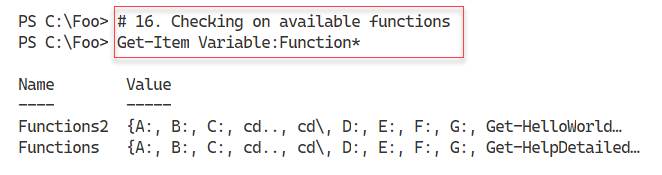 PS C:\Foo> # 16. Checking on available functions
PS C:\Foo> Get-Item Variable:Function*
Name Value
---- -----
Functions2 {A:, B:, C:, cd.., cd\, D:, E:, F:, G:, Get-HelloWorld…
Functions {A:, B:, C:, cd.., cd\, D:, E:, F:, G:, Get-HelpDetailed…